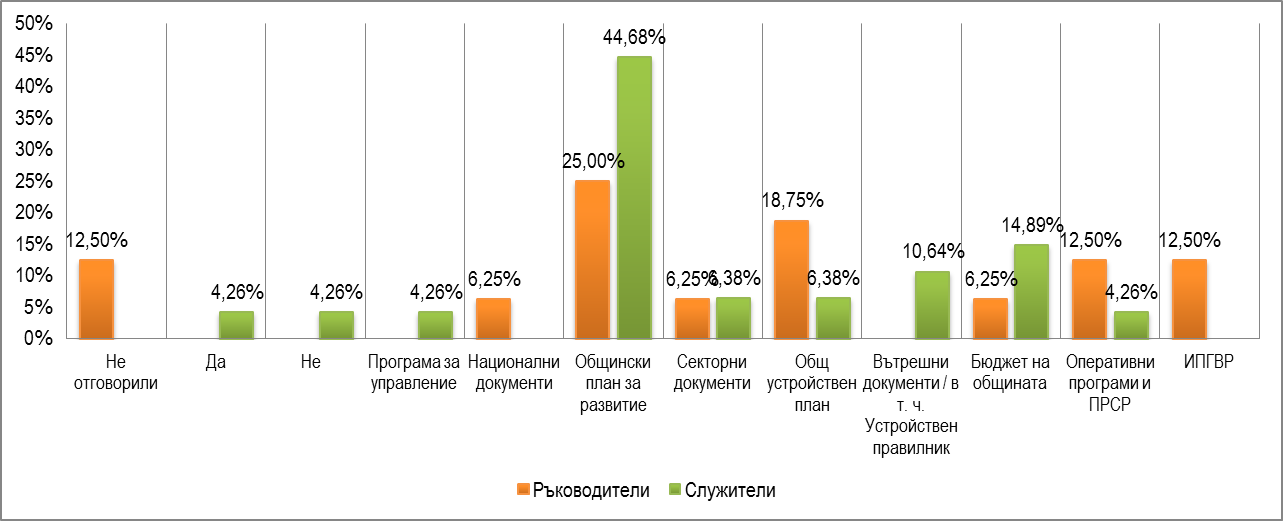 50%
45%
40%
35%
30%
25%
20%
15%
10%
5%
0%
12,50%
4,26%
4,26%
4,26%
6,25%
25,00%
44,68%
6,25%
6,38%
18,75%
6,38%
10,64%
6,25%
14,89%
12,50%
4,26%
12,50%
Не
отговорили
Да
Не
Програма за
управление
Национални
документи
Общински
план за
развитие
Секторни
документи
Общ
устройствен
план
Вътрешни
документи / в
т. ч.
Устройствен
правилник
Бюджет на
общината
Оперативни
програми и
ПРСР
ИПГВР
Ръководители
Служители